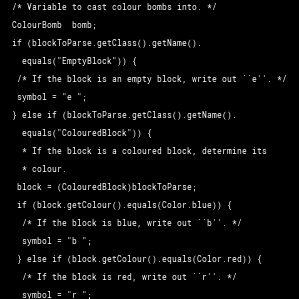 /* Variable to cast colour bombs into. */
ColourBomb  bomb;
if (blockToParse.getClass().getName().
equals("EmptyBlock")) {
/* If the block is an empty block, write out ``e''. */
symbol = "e ";
} else if (blockToParse.getClass().getName().
equals("ColouredBlock")) {
* If the block is a coloured block, determine its
* colour.
block = (ColouredBlock)blockToParse;
if (block.getColour().equals(Color.blue)) {
/* If the block is blue, write out ``b''. */
symbol = "b ";
} else if (block.getColour().equals(Color.red)) {
/* If the block is red, write out ``r''. */
symbol = "r ";